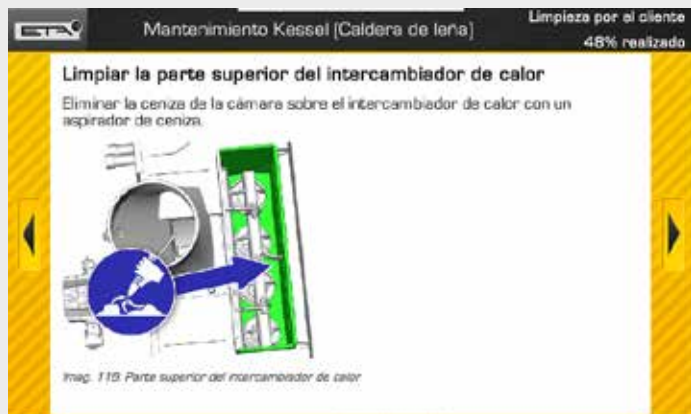 ETA
Mantenimiento Kessel (Caldera de leña)
Limpieza por el cliente
48% realizado
Limpiar la parte superior del intercambiador de calor
Eliminar la ceniza de la cámara sobre el intercambiador de calor con un
aspirador de ceniza.
Imag. 119: Parte superior del intercambiador de calor